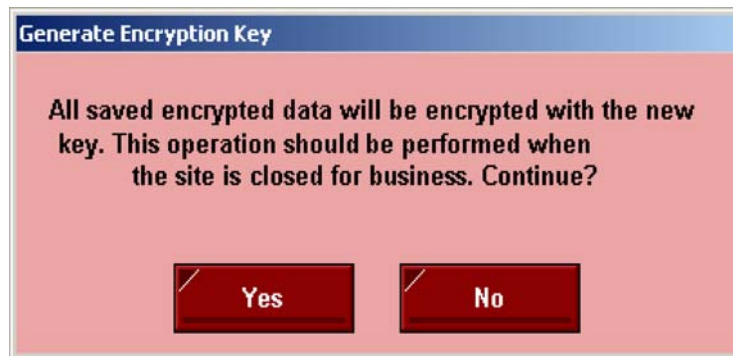 Generate Encryption Key
All saved encrypted data will be encrypted with the new
key. This operation should be performed when
the site is closed for business. Continue?
Yes
No